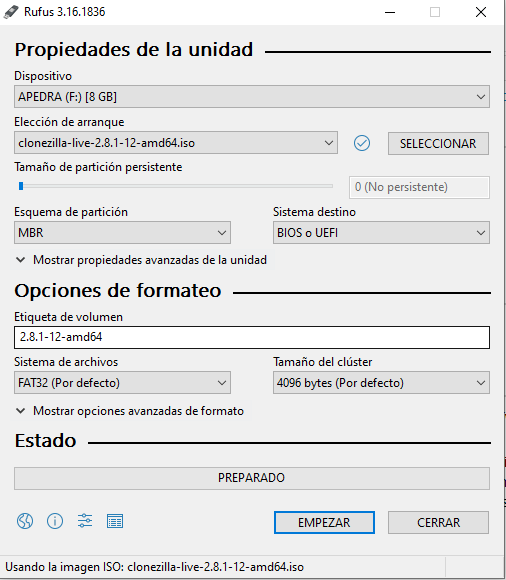 Rufus 3.16.1836
Propiedades de la unidad
Dispositivo
APEDRA (F:) [8 GB]
Elección de arranque
clonezilla-live-2.8.1-12-amd64.iso
SELECCIONAR
Tamaño de partición persistente
0 (No persistente)
Esquema de partición
Sistema destino
MBR
BIOS o UEFI
Mostrar propiedades avanzadas de la unidad
Opciones de formateo
Etiqueta de volumen
2.8.1-12-amd64
Sistema de archivos
Tamaño del clúster
FAT32 (Por defecto)
4096 bytes (Por defecto)
Mostrar opciones avanzadas de formato
Estado
PREPARADO
EMPEZAR
CERRAR
Usando la imagen ISO: clonezilla-live-2.8.1-12-amd64.iso